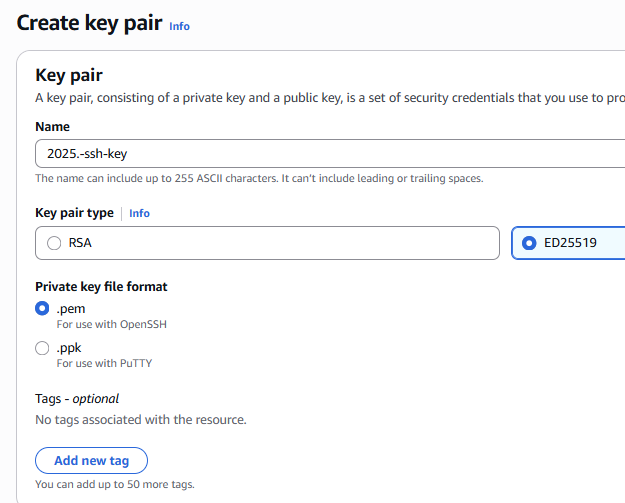 Create key pair Info
Key pair
A key pair, consisting of a private key and a public key, is a set of security credentials that you use to pro
Name
2025.-ssh-key
The name can include up to 255 ASCII characters. It can't include leading or trailing spaces.
Key pair type Info
RSA ED25519
Private key file format
.pem
For use with OpenSSH
.ppk
For use with PuTTY
Tags - optional
No tags associated with the resource.
Add new tag
You can add up to 50 more tags.